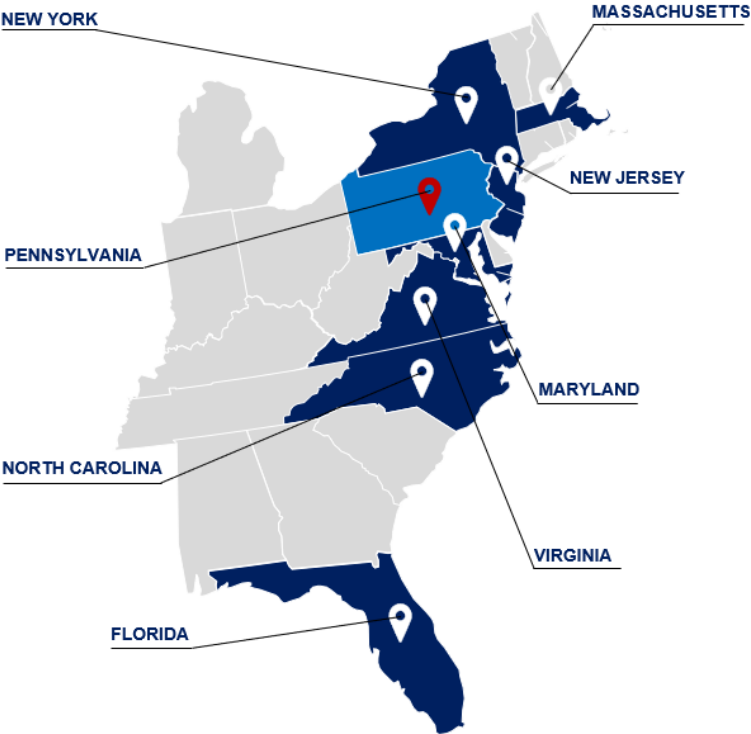 MASSACHUSETTS
NEW YORK
NEW JERSEY
PENNSYLVANIA
MARYLAND
NORTH CAROLINA
VIRGINIA
FLORIDA